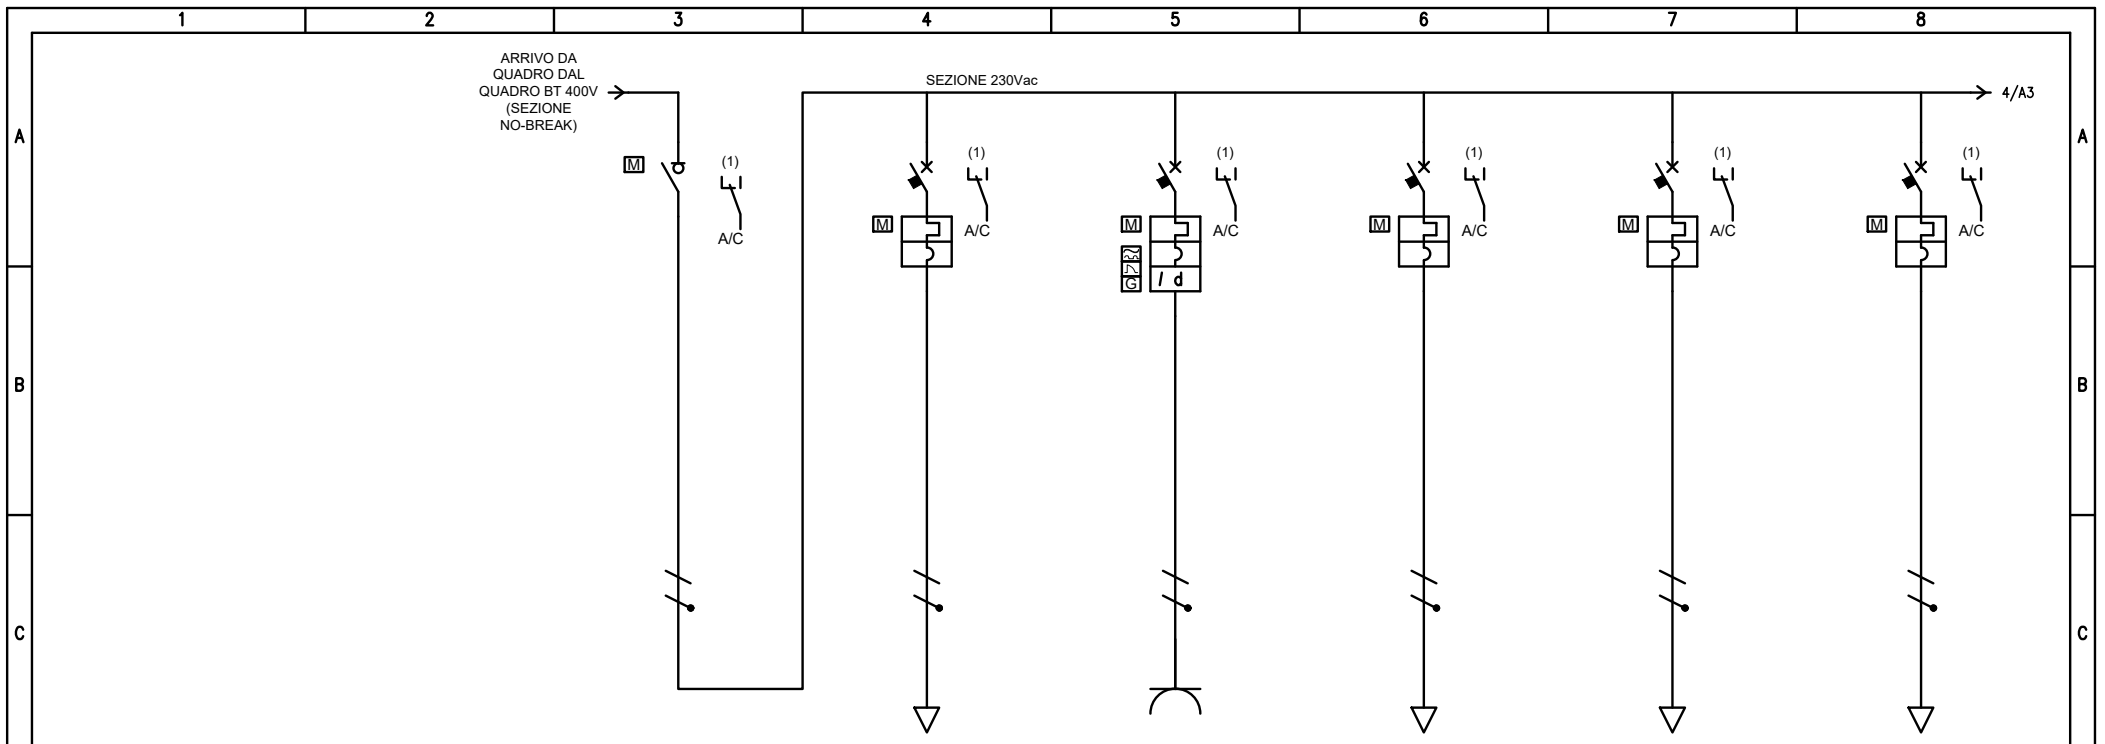 1 2 3 4 5 6 7 8
ARRIVO DA
QUADRO DAL
QUADRO BT 400V
(SEZIONE
NO-BREAK)
SEZIONE 230Vac
4/A3
A A
M (1) (1) (1) (1) (1) (1)
A/C
M A/C M A/C M A/C M A/C M A/C
G I d
B B
C C